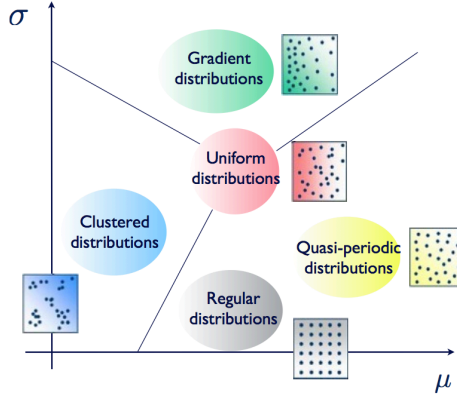 σ
Gradient
distributions
Uniform
distributions
Clustered
distributions
Quasi-periodic
distributions
Regular
distributions
μ